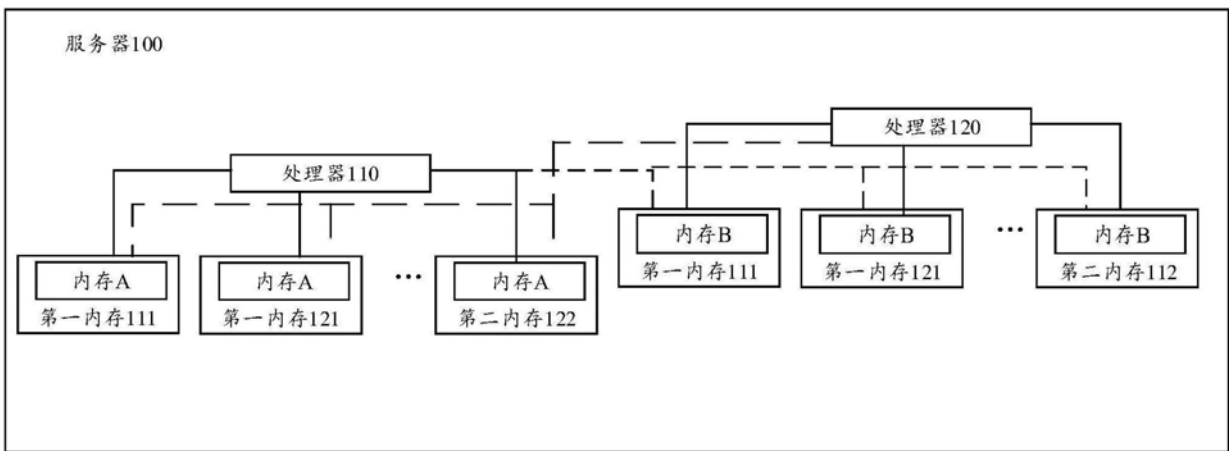 服务器100
处理器120
处理器110
内存B
内存B
...
内存B
第一内存111
第一内存121
第二内存112
内存A
内存A
...
内存A
第一内存111
第一内存121
第二内存122